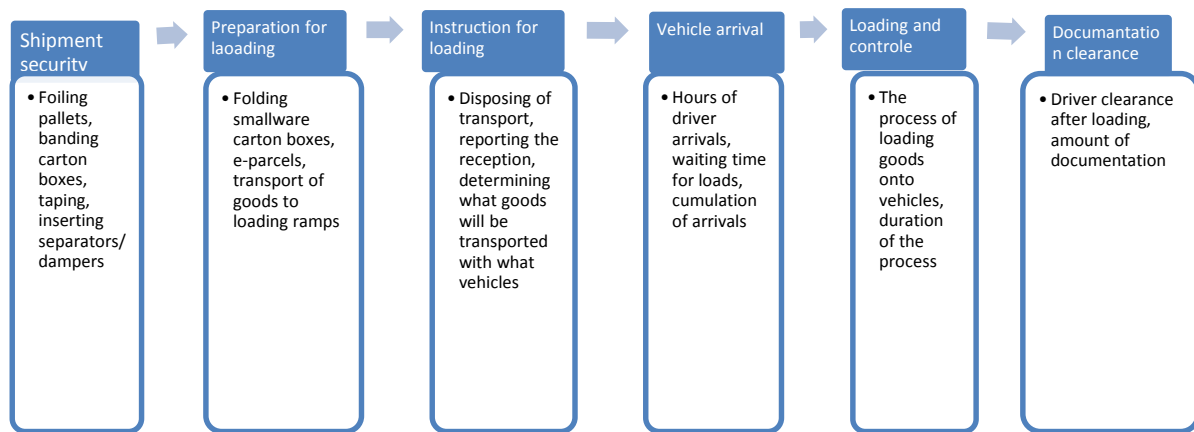 Shipment
security
• Foiling
pallets,
banding
carton
boxes,
taping,
inserting
separators/
dampers
Preparation for
laoading
• Folding
smallware
carton boxes,
e-parcels,
transport of
goods to
loading ramps
Instruction for
loading
• Disposing of
transport,
reporting the
reception,
determining
what goods
will be
transported
with what
vehicles
Vehicle arrival
• Hours of
driver
arrivals,
waiting time
for loads,
cumulation
of arrivals
Loading and
controle
• The
process of
loading
goods
onto
vehicles,
duration of
the
process
Documantatio
n clearance
• Driver clearance
after loading,
amount of
documentation